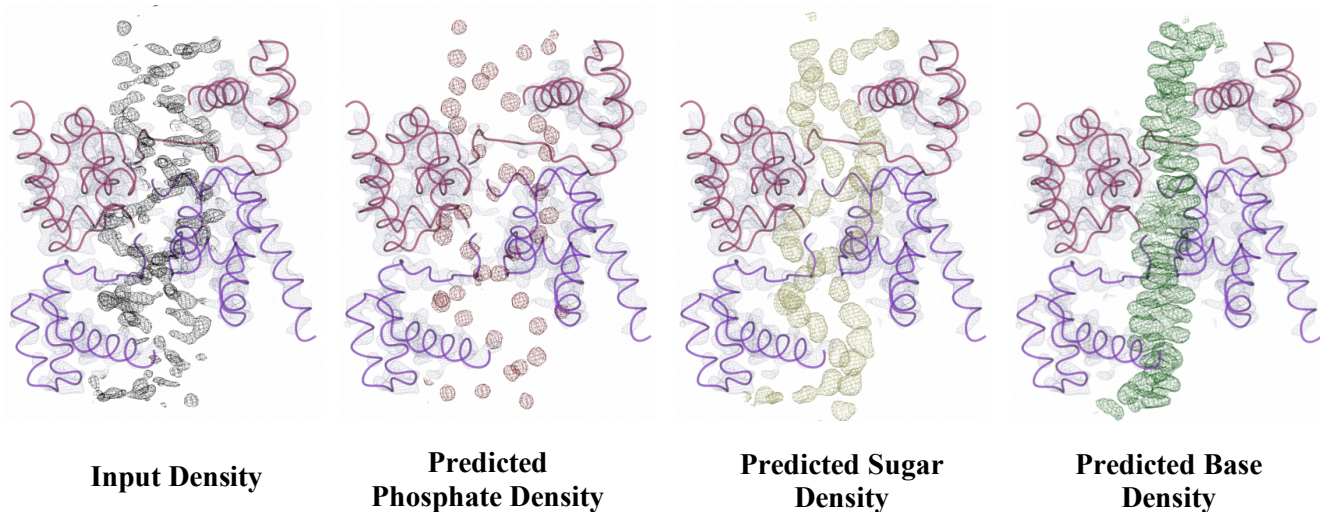 Input Density
Predicted
Phosphate Density
Predicted Sugar
Density
Predicted Base
Density